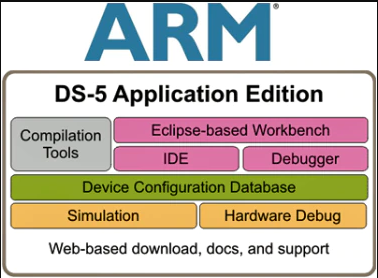 ARM®
DS-5 Application Edition
Compilation
Tools
Eclipse-based Workbench
IDE
Debugger
Device Configuration Database
Simulation
Hardware Debug
Web-based download, docs, and support